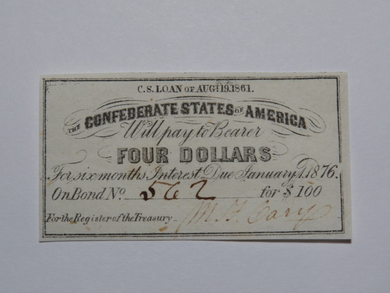 C.S. LOAN OF AUG. 19. 1861.
THE CONFEDERATE STATES OF AMERICA
Will pay to Bearer
FOUR DOLLARS
For six months Interest Due January 1. 1876.
On Bond No. 562 for $ 100
For the Register of the Treasury